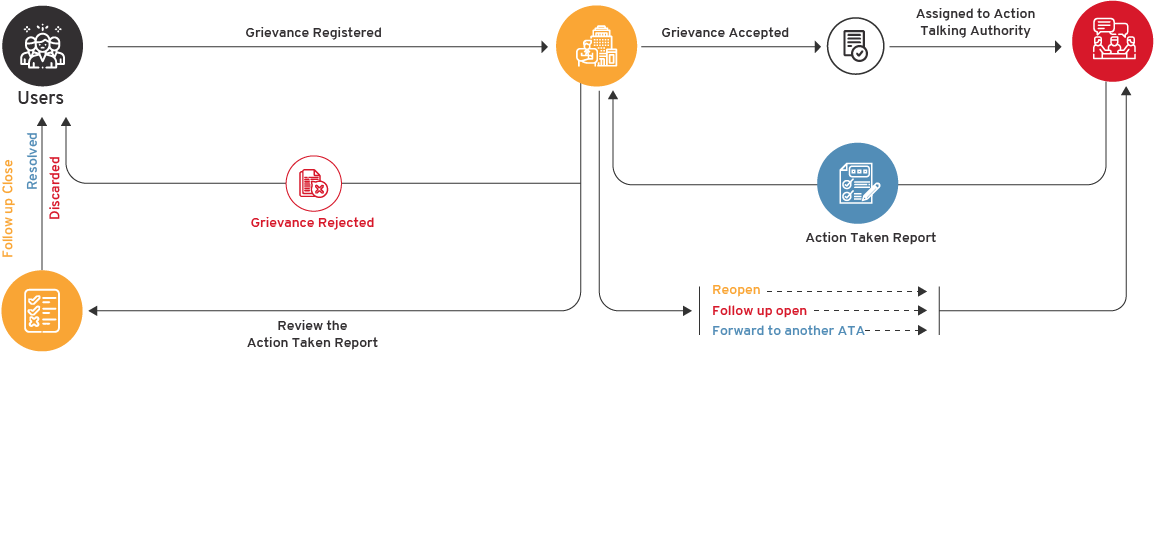 Grievance Registered
Grievance Accepted
Assigned to Action
Talking Authority
Users
Follow up Close
Resolved
Discarded
Grievance Rejected
Action Taken Report
Reopen
Follow up open
Forward to another ATA
Review the
Action Taken Report